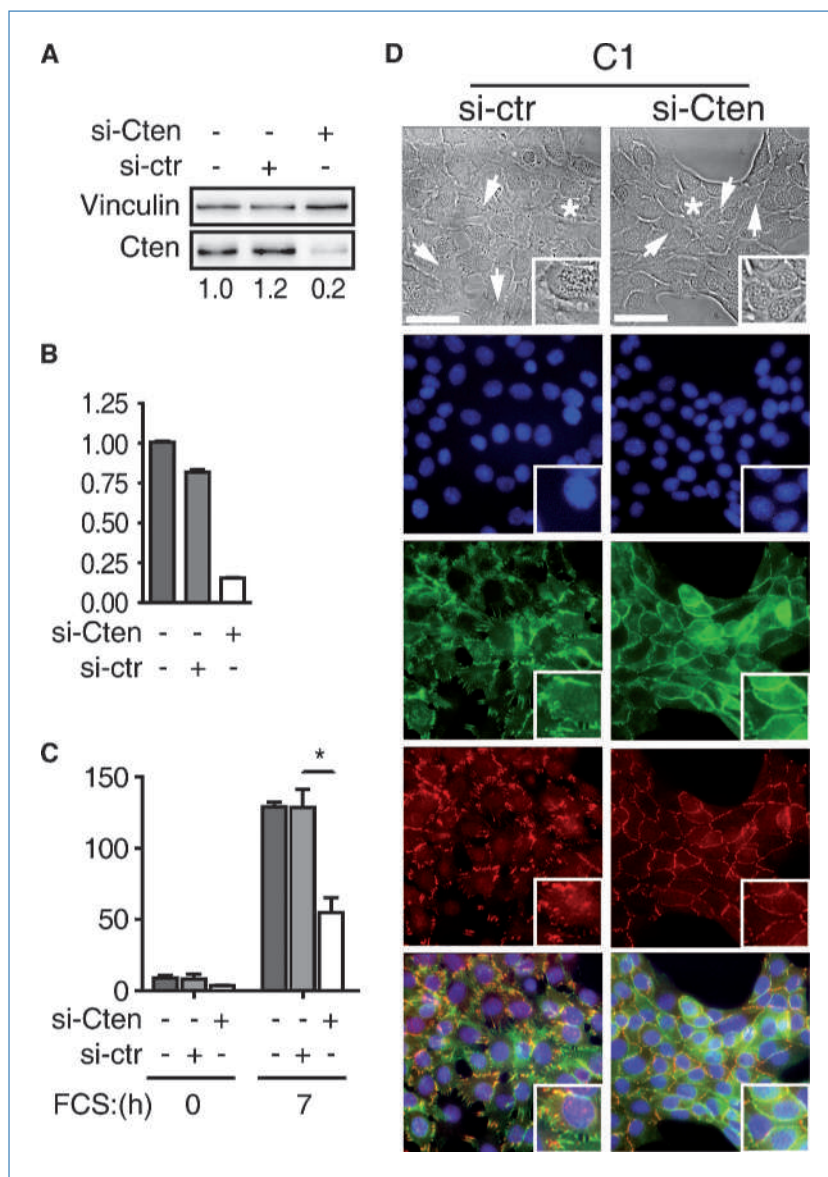 A
si-Cten - - +
si-ctr - + -
Vinculin
Cten
1.0 1.2 0.2
B
1.25
1.00
0.75
0.50
0.25
0.00
si-Cten - - +
si-ctr - + -
C
*
150
100
50
0
si-Cten - - + - - +
si-ctr - + - - + -
FCS:(h) 0 7
D
C1
si-ctr si-Cten
* *